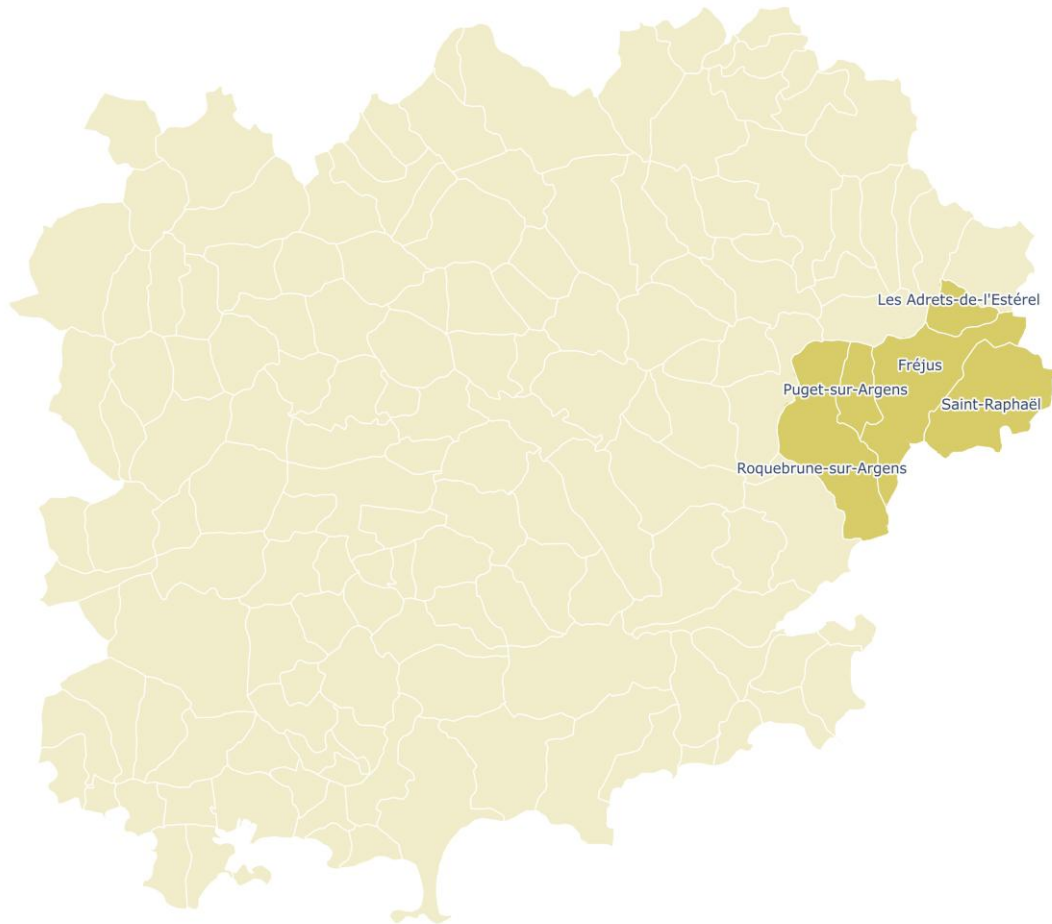 Les Adrets-de-l'Estérel
Fréjus
Puget-sur-Argens
Saint-Raphaël
Roquebrune-sur-Argens